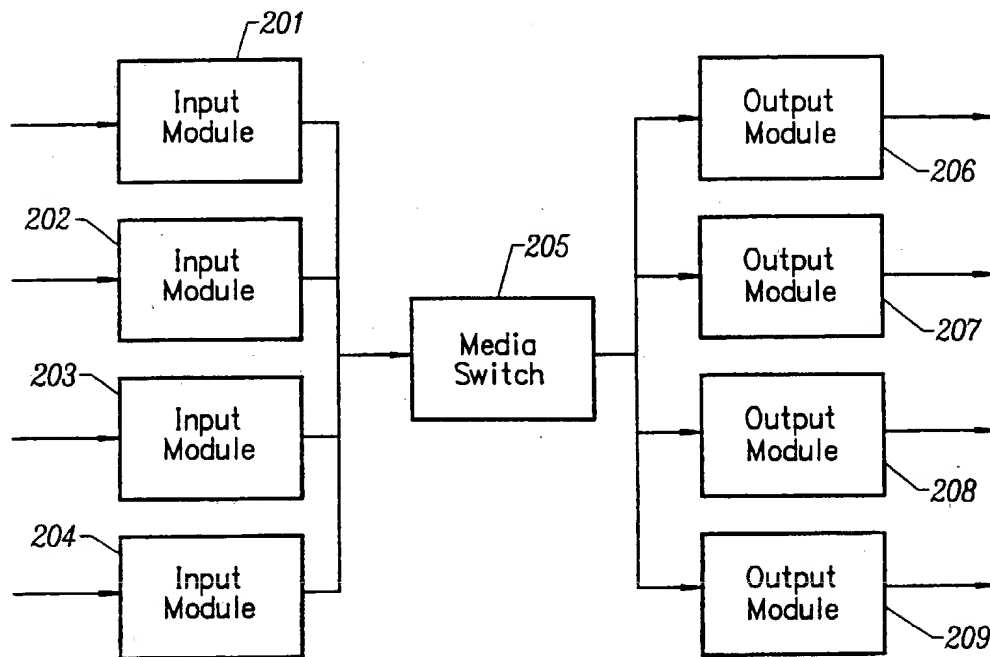 201
Input
Module
202
Input
Module
203
Input
Module
204
Input
Module
205
Media
Switch
Output
Module
206
Output
Module
207
Output
Module
208
Output
Module
209